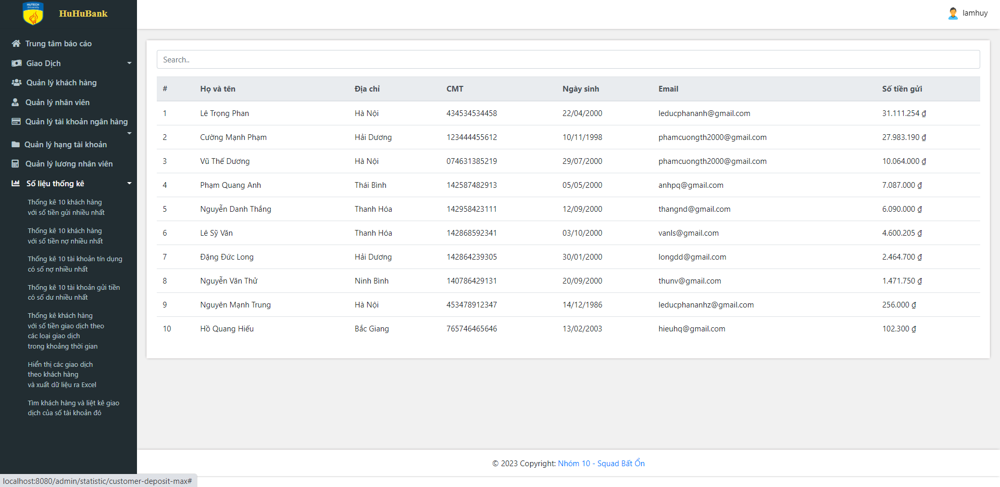 HUTECH
University
HuHuBank
lamhuy
Trung tâm báo cáo
Giao Dịch
Quản lý khách hàng
Quản lý nhân viên
Quản lý tài khoản ngân hàng
Quản lý hạng tài khoản
Quản lý lương nhân viên
Số liệu thống kê
Thống kê 10 khách hàng
với số tiền gửi nhiều nhất
Thống kê 10 khách hàng
với số tiền nợ nhiều nhất
Thống kê 10 tài khoản tín dụng
có số nợ nhiều nhất
Thống kê 10 tài khoản gửi tiền
có số dư nhiều nhất
Thống kê khách hàng
với số tiền giao dịch theo
các loại giao dịch
trong khoảng thời gian
Hiển thị các giao dịch
theo khách hàng
và xuất dữ liệu ra Excel
Tìm khách hàng và liệt kê giao
dịch của số tài khoản đó
Search..
# Họ và tên Địa chỉ CMT Ngày sinh Email Số tiền gửi
1 Lê Trọng Phan Hà Nội 434534534458 22/04/2000 leducphananh@gmail.com 31.111.254 ₫
2 Cường Mạnh Phạm Hải Dương 123444455612 10/11/1998 phamcuongth2000@gmail.com 27.983.190 ₫
3 Vũ Thế Dương Hà Nội 074631385219 29/07/2000 phamcuongth2000@gmail.com 10.064.000 ₫
4 Phạm Quang Anh Thái Bình 142587482913 05/05/2000 anhpq@gmail.com 7.087.000 ₫
5 Nguyễn Danh Thắng Thanh Hóa 142958423111 12/09/2000 thangnd@gmail.com 6.090.000 ₫
6 Lê Sỹ Văn Thanh Hóa 142868592341 03/10/2000 vanls@gmail.com 4.600.205 ₫
7 Đặng Đức Long Hải Dương 142864239305 30/01/2000 longdd@gmail.com 2.464.700 ₫
8 Nguyễn Văn Thử Ninh Bình 140786429131 20/09/2000 thunv@gmail.com 1.471.750 ₫
9 Nguyên Mạnh Trung Hà Nội 453478912347 14/12/1986 leducphananhz@gmail.com 256.000 ₫
10 Hồ Quang Hiếu Bắc Giang 765746465646 13/02/2003 hieuhq@gmail.com 102.300 ₫
© 2023 Copyright: Nhóm 10 - Squad Bất Ổn
localhost:8080/admin/statistic/customer-deposit-max#